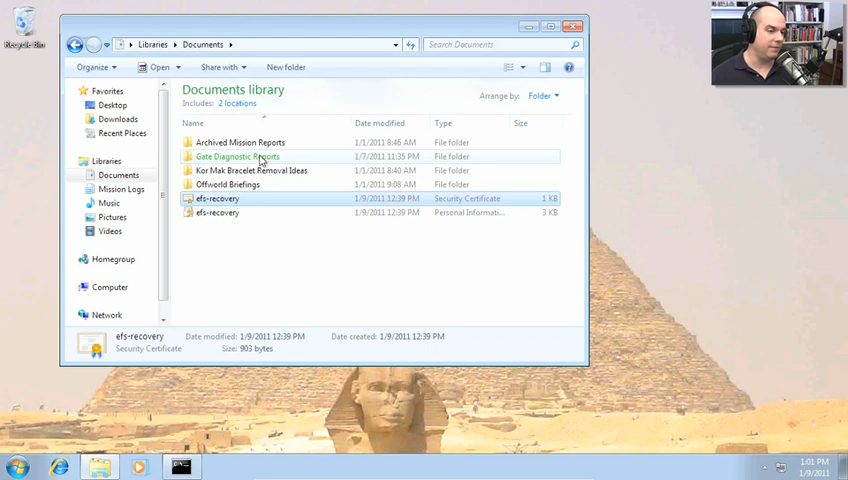 Recycle Bin
Libraries Documents
Search Documents
Organize Open Share with New folder
Favorites
Desktop
Downloads
Recent Places
Libraries
Documents
Mission Logs
Music
Pictures
Videos
Homegroup
Computer
Network
Documents library
Includes: 2 locations
Arrange by: Folder
Name Date modified Type Size
Archived Mission Reports 1/1/2011 8:46 AM File folder
Gate Diagnostic Reports 1/7/2011 11:35 PM File folder
Kor Mak Bracelet Removal Ideas 1/1/2011 8:40 AM File folder
Offworld Briefings 1/1/2011 9:08 AM File folder
efs-recovery 1/9/2011 12:39 PM Security Certificate 1 KB
efs-recovery 1/9/2011 12:39 PM Personal Informati... 3 KB
efs-recovery Date modified: 1/9/2011 12:39 PM Date created: 1/9/2011 12:39 PM
Security Certificate Size: 903 bytes
1:01 PM
1/9/2011